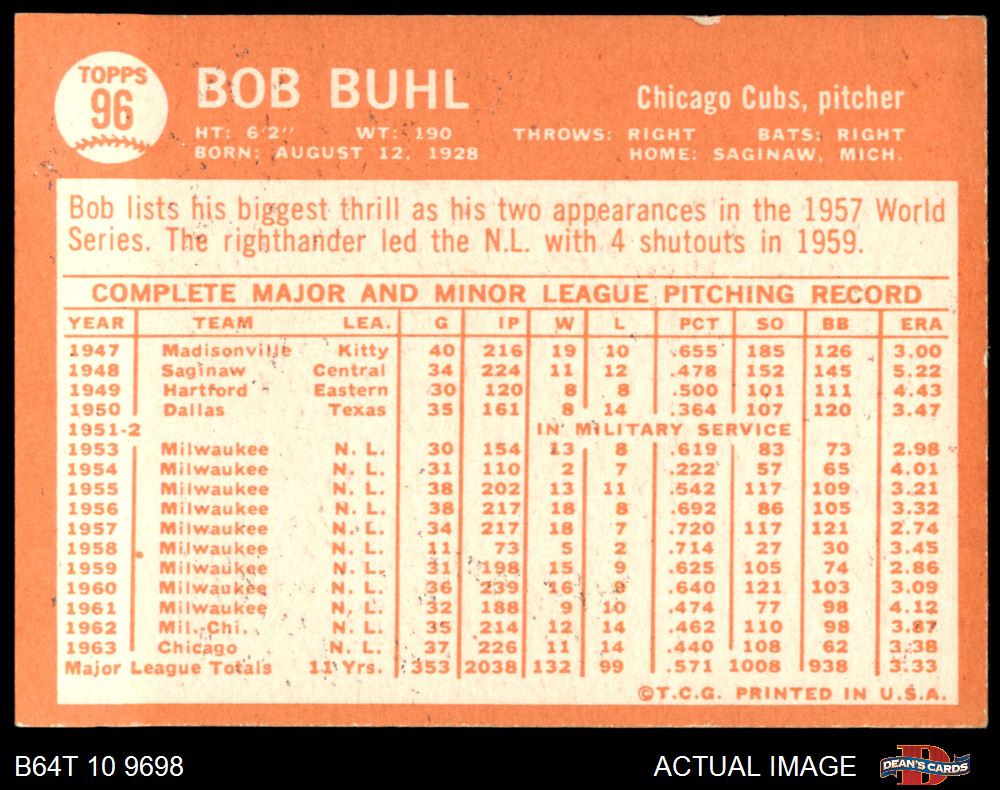 TOPPS
96
BOB BUHL
Chicago Cubs, pitcher
HT: 6'2" WT: 190 THROWS: RIGHT BATS: RIGHT
BORN: AUGUST 12, 1928 HOME: SAGINAW, MICH.
Bob lists his biggest thrill as his two appearances in the 1957 World
Series. The righthander led the N.L. with 4 shutouts in 1959.
COMPLETE MAJOR AND MINOR LEAGUE PITCHING RECORD
YEAR TEAM LEA. G IP W L PCT SO BB ERA
1947 Madisonville Kitty 40 216 19 10 .655 185 126 3.00
1948 Saginaw Central 34 224 11 12 .478 152 145 5.22
1949 Hartford Eastern 30 120 8 8 .500 101 111 4.43
1950 Dallas Texas 35 161 8 14 .364 107 120 3.47
1951-2 IN MILITARY SERVICE
1953 Milwaukee N. L. 30 154 13 8 .619 83 73 2.98
1954 Milwaukee N. L. 31 110 2 7 .222 57 65 4.01
1955 Milwaukee N. L. 38 202 13 11 .542 117 109 3.21
1956 Milwaukee N. L. 38 217 18 8 .692 86 105 3.32
1957 Milwaukee N. L. 34 217 18 7 .720 117 121 2.74
1958 Milwaukee N. L. 11 73 5 2 .714 27 30 3.45
1959 Milwaukee N. L. 31 198 15 9 .625 105 74 2.86
1960 Milwaukee N. L. 36 239 16 9 .640 121 103 3.09
1961 Milwaukee N. L. 32 188 9 10 .474 77 98 4.12
1962 Mil.-Chi. N. L. 35 214 12 14 .462 110 98 3.87
1963 Chicago N. L. 37 226 11 14 .440 108 62 3.38
Major League Totals 11 Yrs. 353 2038 132 99 .571 1008 938 3.33
©T.C.G. PRINTED IN U.S.A.
B64T 10 9698
ACTUAL IMAGE
D
DEAN'S CARDS